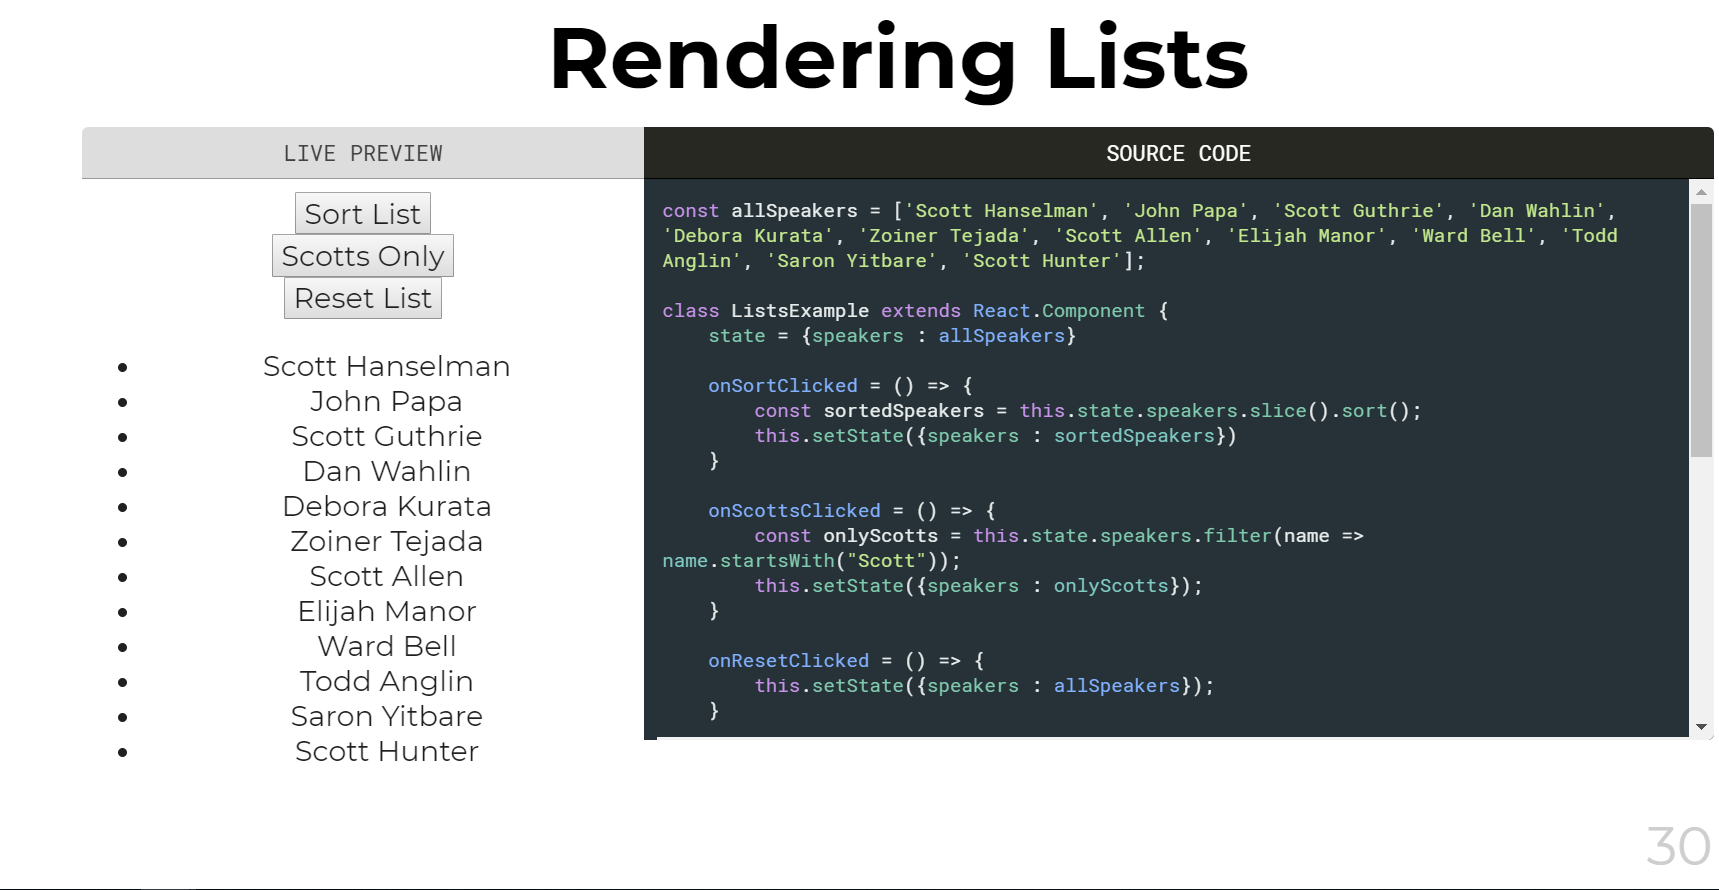 Rendering Lists
LIVE PREVIEW
Sort List
Scotts Only
Reset List
Scott Hanselman
John Papa
Scott Guthrie
Dan Wahlin
Debora Kurata
Zoiner Tejada
Scott Allen
Elijah Manor
Ward Bell
Todd Anglin
Saron Yitbare
Scott Hunter
SOURCE CODE
const allSpeakers = ['Scott Hanselman', 'John Papa', 'Scott Guthrie', 'Dan Wahlin',
'Debora Kurata', 'Zoiner Tejada', 'Scott Allen', 'Elijah Manor', 'Ward Bell', 'Todd
Anglin', 'Saron Yitbare', 'Scott Hunter'];
class ListsExample extends React.Component {
state = {speakers : allSpeakers}
onSortClicked = () => {
const sortedSpeakers = this.state.speakers.slice().sort();
this.setState({speakers : sortedSpeakers})
}
onScottsClicked = () => {
const onlyScotts = this.state.speakers.filter(name =>
name.startsWith("Scott"));
this.setState({speakers : onlyScotts});
}
onResetClicked = () => {
this.setState({speakers : allSpeakers});
}
30